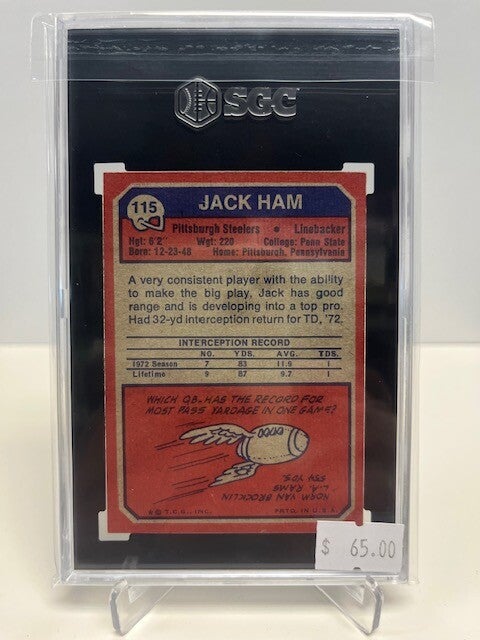 SGC
115
JACK HAM
Pittsburgh Steelers • Linebacker
Hgt: 6'2" Wgt: 220 College: Penn State
Born: 12-23-48 Home: Pittsburgh, Pennsylvania
A very consistent player with the ability
to make the big play, Jack has good
range and is developing into a top pro.
Had 32-yd interception return for TD, '72.
INTERCEPTION RECORD
NO. YDS. AVG. TDS.
1972 Season 7 83 11.9 1
Lifetime 9 87 9.7 1
WHICH QB HAS THE RECORD FOR
MOST PASS YARDAGE IN ONE GAME?
NORM VAN BROCKLIN
L.A. RAMS
554 YDS.
© T.C.G., INC. PRTD. IN U.S.A.
$ 65.00